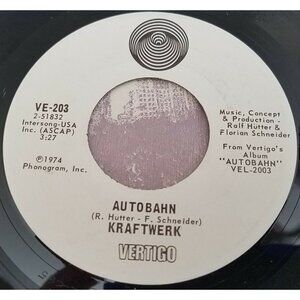 VE-203
2-51832
Intersong-USA
Inc. (ASCAP)
3:27
℗1974
Phonogram, Inc.
Music, Concept
& Production -
Ralf Hutter &
Florian Schneider
From Vertigo's
Album
"AUTOBAHN"
VEL-2003
AUTOBAHN
(R. Hutter - F. Schneider)
KRAFTWERK
VERTIGO